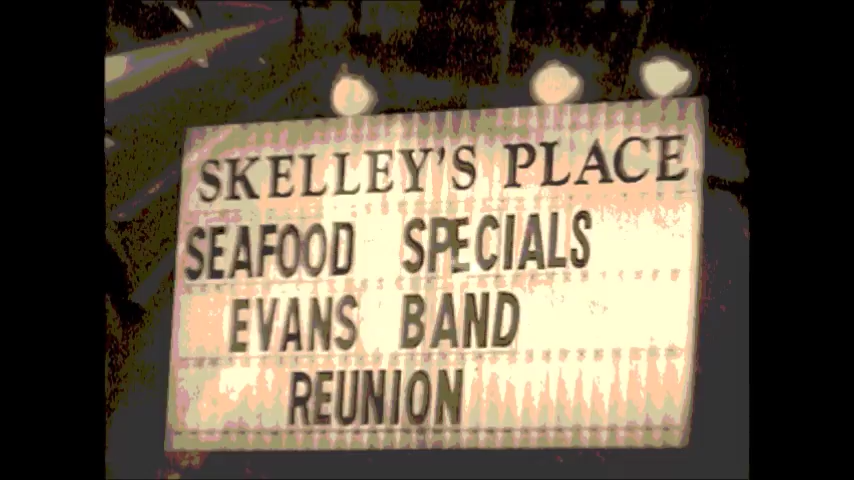 SKELLEY'S PLACE
SEAFOOD SPECIALS
EVANS BAND
REUNION